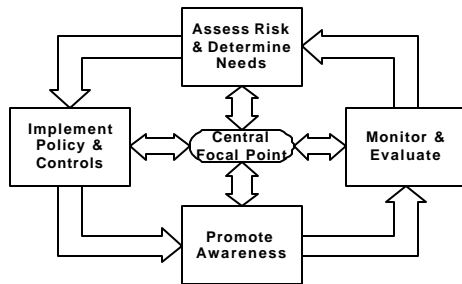 Assess Risk
& Determine
Needs
Implement
Policy &
Controls
Central
Focal Point
Monitor &
Evaluate
Promote
Awareness